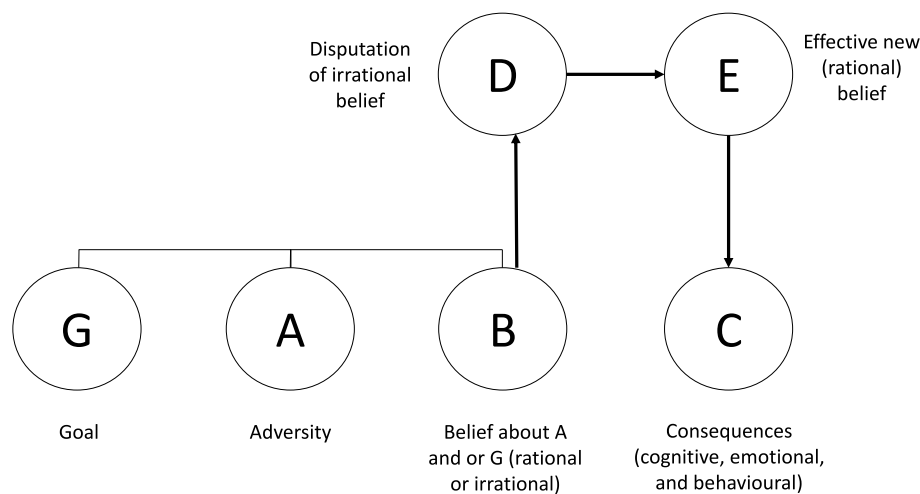 Disputation
of irrational
belief
D
E
Effective new
(rational)
belief
G
A
B
C
Goal
Adversity
Belief about A
and or G (rational
or irrational)
Consequences
(cognitive, emotional,
and behavioural)